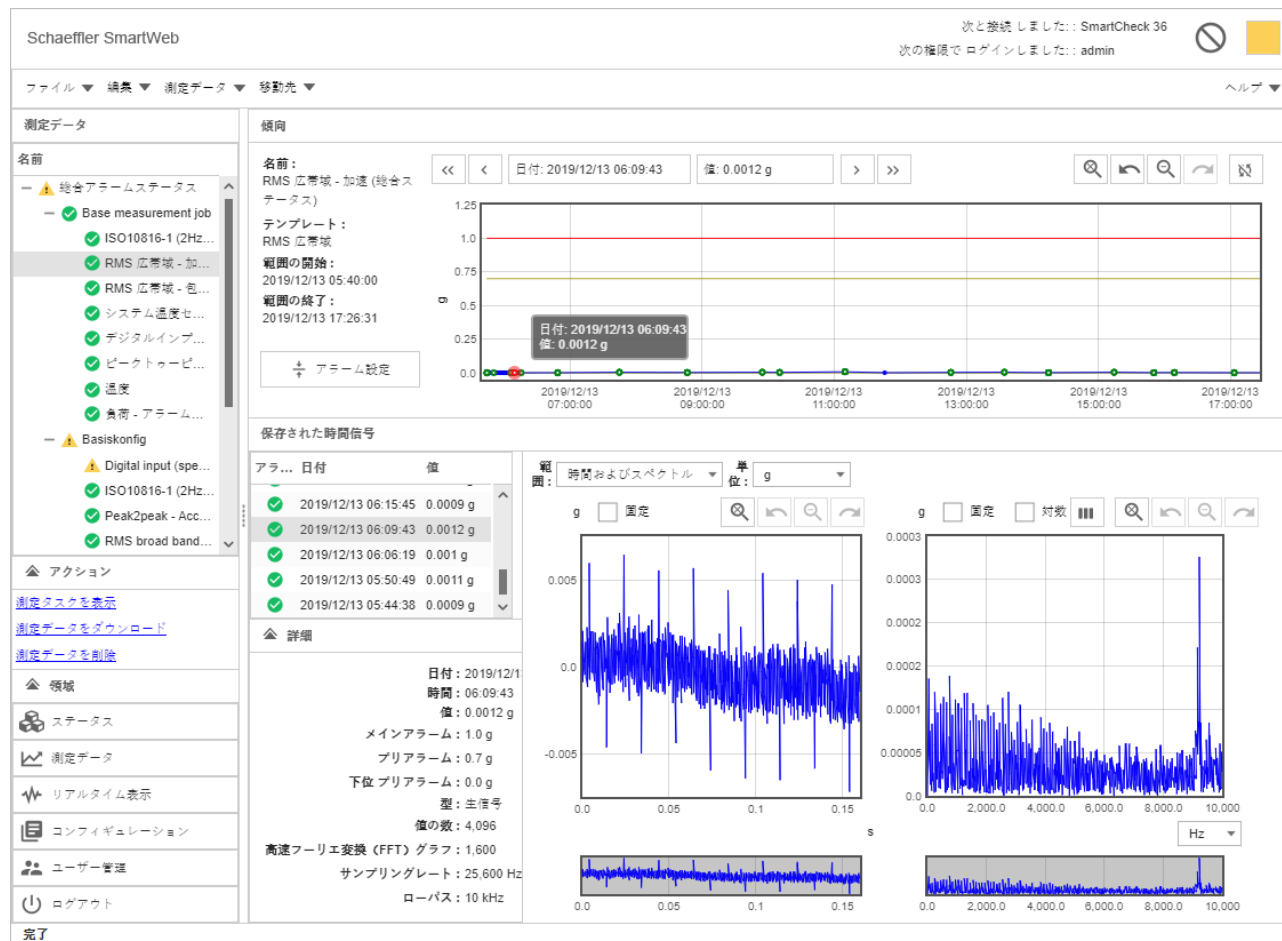 Schaeffler SmartWeb
次と接続 しました: : SmartCheck 36
次の権限で ログインしました: : admin
ファイル ▼ 編集 ▼ 測定データ ▼ 移動先 ▼
ヘルプ ▼
測定データ
名前
総合アラームステータス
Base measurement job
ISO10816-1 (2Hz...
RMS 広帯域 - 加...
RMS 広帯域 - 包...
システム温度セ...
デジタルインプ...
ピークトゥーピ...
温度
負荷 - アラーム...
Basiskonfig
Digital input (spe...
ISO10816-1 (2Hz...
Peak2peak - Acc...
RMS broad band...
アクション
測定タスクを表示
測定データをダウンロード
測定データを削除
領域
ステータス
測定データ
リアルタイム表示
コンフィギュレーション
ユーザー管理
ログアウト
完了
傾向
名前 :
RMS 広帯域 - 加速 (総合ス
テータス)
テンプレート :
RMS 広帯域
範囲の開始 :
2019/12/13 05:40:00
範囲の終了 :
2019/12/13 17:26:31
アラーム設定
<< < 日付: 2019/12/13 06:09:43 値: 0.0012 g > >>
1.25
1.0
0.75
g
0.5
0.25
0.0
日付: 2019/12/13 06:09:43
値: 0.0012 g
2019/12/13 2019/12/13 2019/12/13 2019/12/13 2019/12/13 2019/12/13
07:00:00 09:00:00 11:00:00 13:00:00 15:00:00 17:00:00
保存された時間信号
アラ... 日付 値
2019/12/13 06:15:45 0.0009 g
2019/12/13 06:09:43 0.0012 g
2019/12/13 06:06:19 0.001 g
2019/12/13 05:50:49 0.0011 g
2019/12/13 05:44:38 0.0009 g
詳細
日付 : 2019/12/1
時間 : 06:09:43
値 : 0.0012 g
メインアラーム : 1.0 g
プリアラーム : 0.7 g
下位 プリアラーム : 0.0 g
型 : 生信号
値の数 : 4,096
高速フーリエ変換（FFT）グラフ : 1,600
サンプリングレート : 25,600 Hz
ローパス : 10 kHz
範囲 : 時間およびスペクトル ▼ 単位 : g ▼
g 固定
0.005
0.0
-0.005
0.0 0.05 0.1 0.15
s
0.0 0.05 0.1 0.15
g 固定 対数
0.0003
0.0003
0.0002
0.0002
0.0001
0.00005
0.0
0.0 2,000.0 4,000.0 6,000.0 8,000.0 10,000
Hz ▼
0.0 2,000.0 4,000.0 6,000.0 8,000.0 10,000